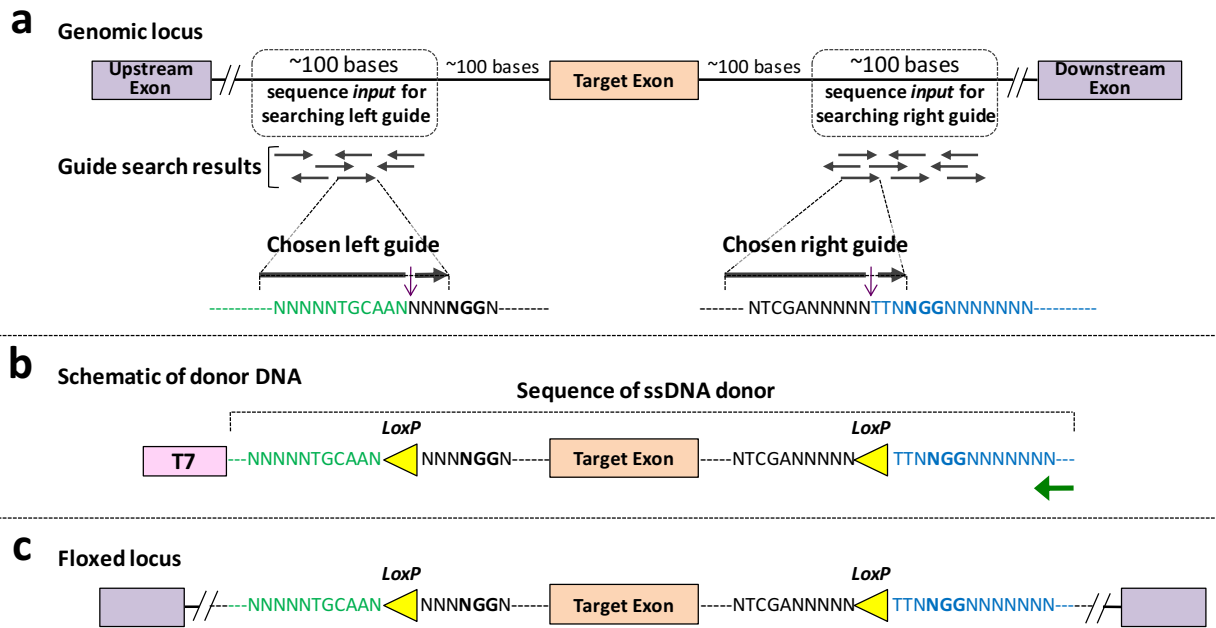 a
Genomic locus
Upstream
Exon
~100 bases
sequence input for
searching left guide
~100 bases
Target Exon
~100 bases
~100 bases
sequence input for
searching right guide
Downstream
Exon
Guide search results
Chosen left guide
Chosen right guide
---------NNNNNTGCAANNNNNGGN-------
------ NTCGANNNNNTTNNGGNNNNNNN---------
b
Schematic of donor DNA
Sequence of ssDNA donor
LoxP
LoxP
T7
---NNNNNTGCAAN
NNNNGGN------
Target Exon
-----NTCGANNNNN
TTNNGGNNNNNNN---
c
Floxed locus
LoxP
LoxP
---NNNNNTGCAAN
NNNNGGN------
Target Exon
-----NTCGANNNNN
TTNNGGNNNNNNN---